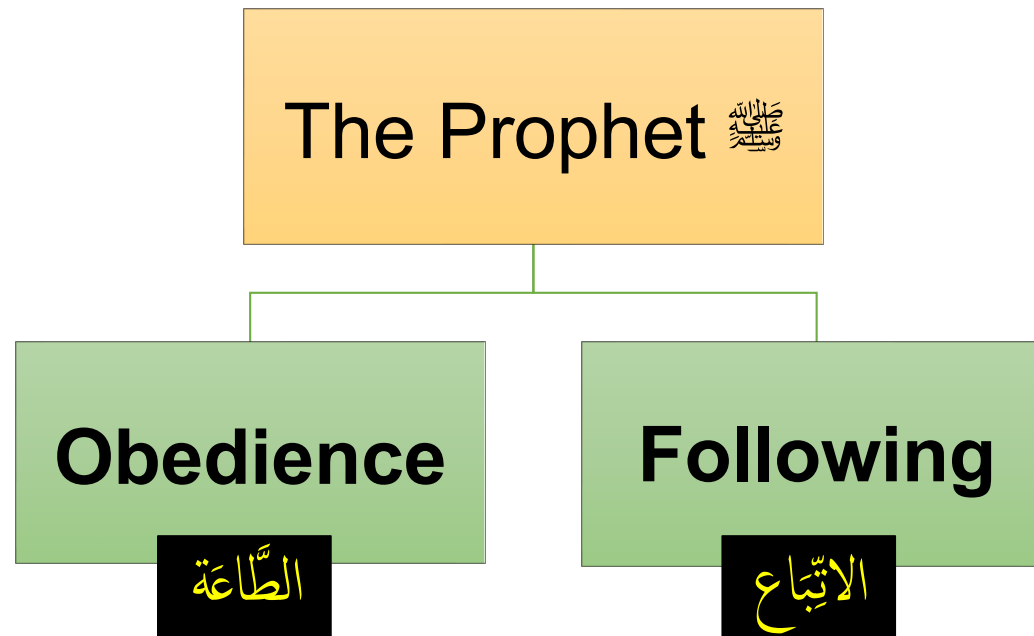 The Prophet ﷺ
Obedience
الطَّاعَة
Following
الاتِّبَاع